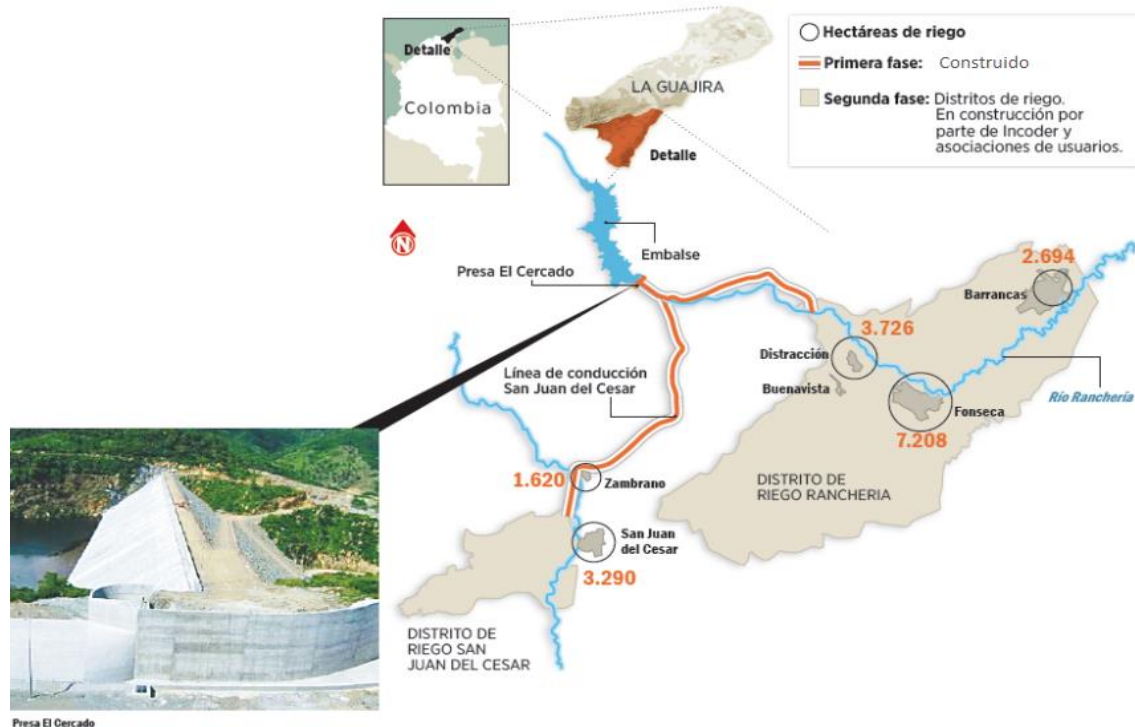 Detalle
Colombia
LA GUAJIRA
Detalle
Hectáreas de riego
Primera fase: Construido
Segunda fase: Distritos de riego.
En construcción por
parte de Incoder y
asociaciones de usuarios.
N
Embalse
Presa El Cercado
2.694
Barrancas
3.726
Distracción
Buenavista
Línea de conducción
San Juan del Cesar
Río Ranchería
Fonseca
7.208
1.620
Zambrano
DISTRITO DE
RIEGO RANCHERIA
San Juan
del Cesar
3.290
DISTRITO DE
RIEGO SAN
JUAN DEL CESAR
Presa El Cercado